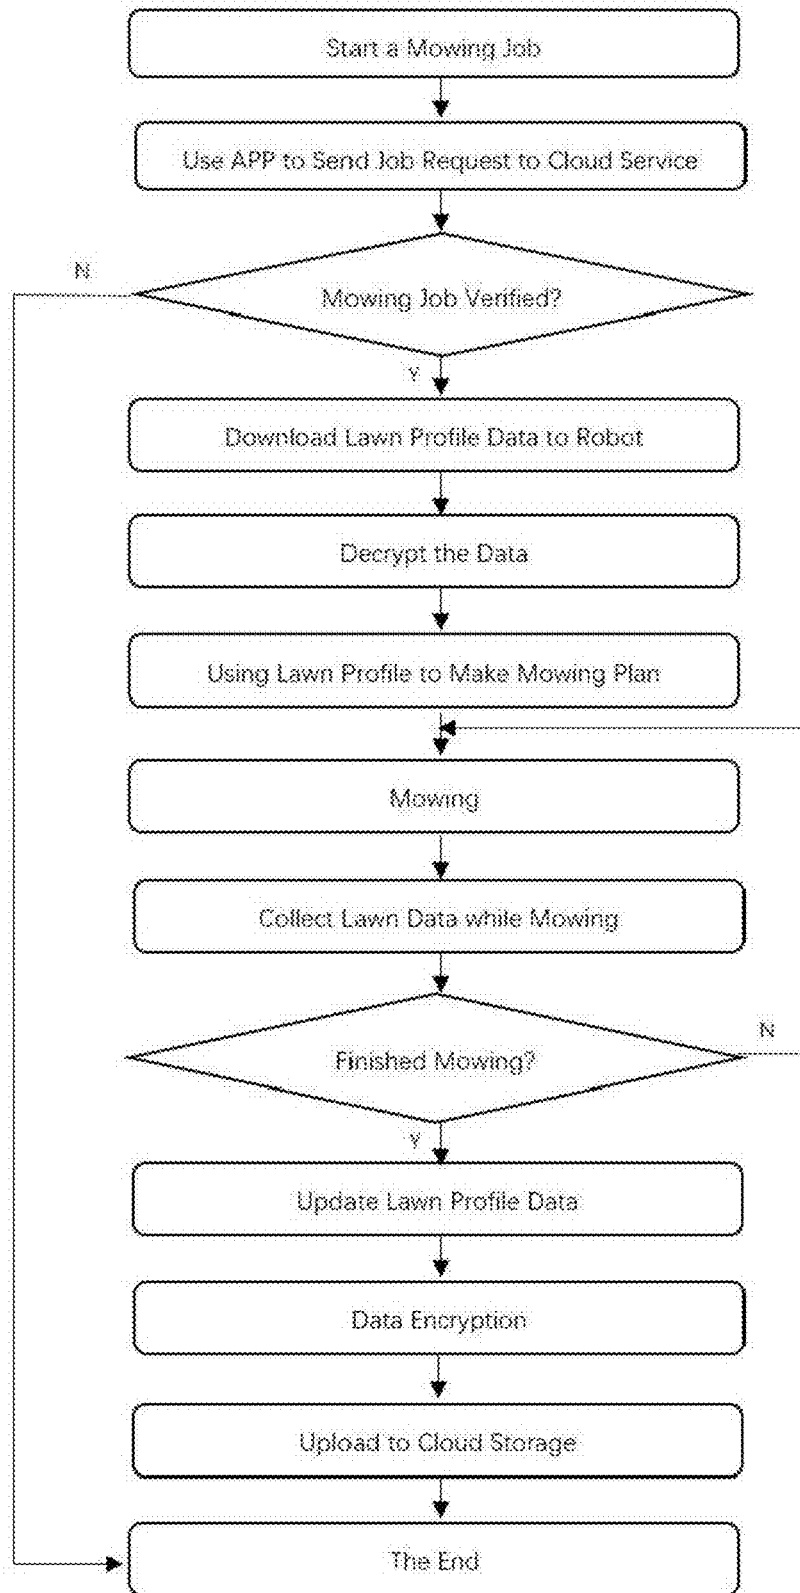 Start a Mowing Job
Use APP to Send Job Request to Cloud Service
N
Mowing Job Verified?
Y
Download Lawn Profile Data to Robot
Decrypt the Data
Using Lawn Profile to Make Mowing Plan
Mowing
Collect Lawn Data while Mowing
N
Finished Mowing?
Y
Update Lawn Profile Data
Data Encryption
Upload to Cloud Storage
The End